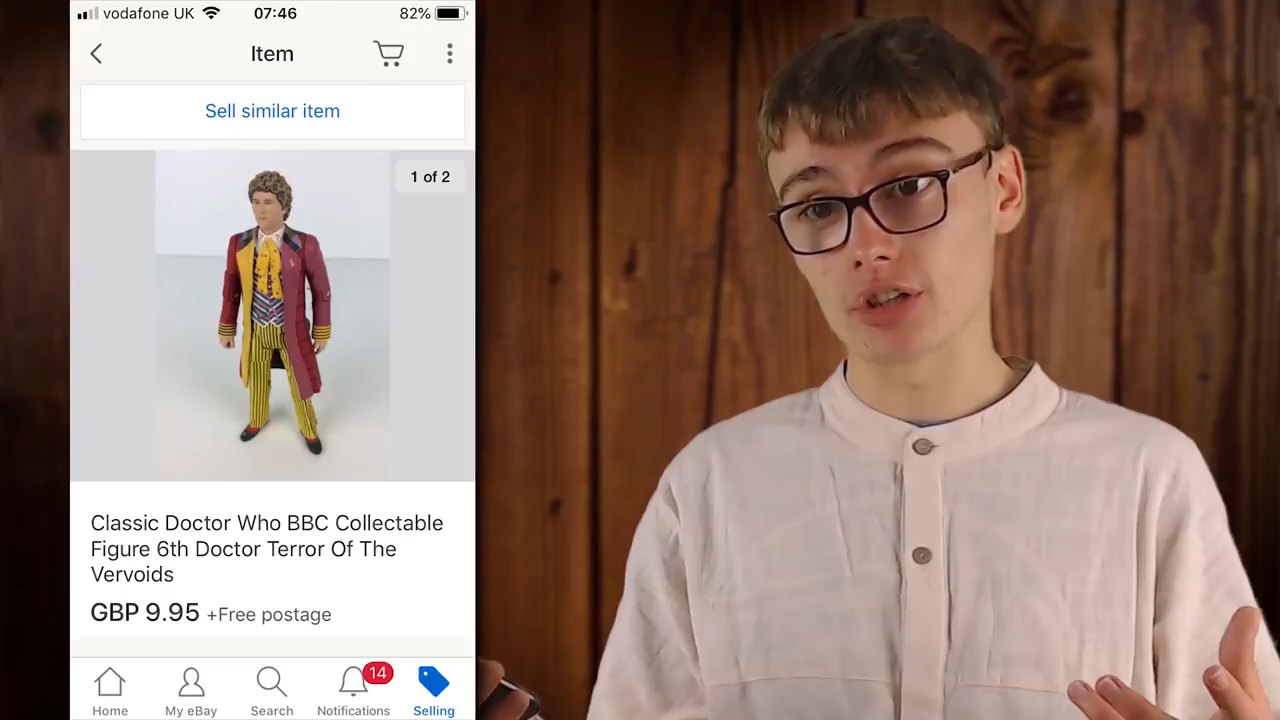 vodafone UK 07:46 82%
Item
Sell similar item
1 of 2
Classic Doctor Who BBC Collectable
Figure 6th Doctor Terror Of The
Vervoids
GBP 9.95 +Free postage
14
Home My eBay Search Notifications Selling